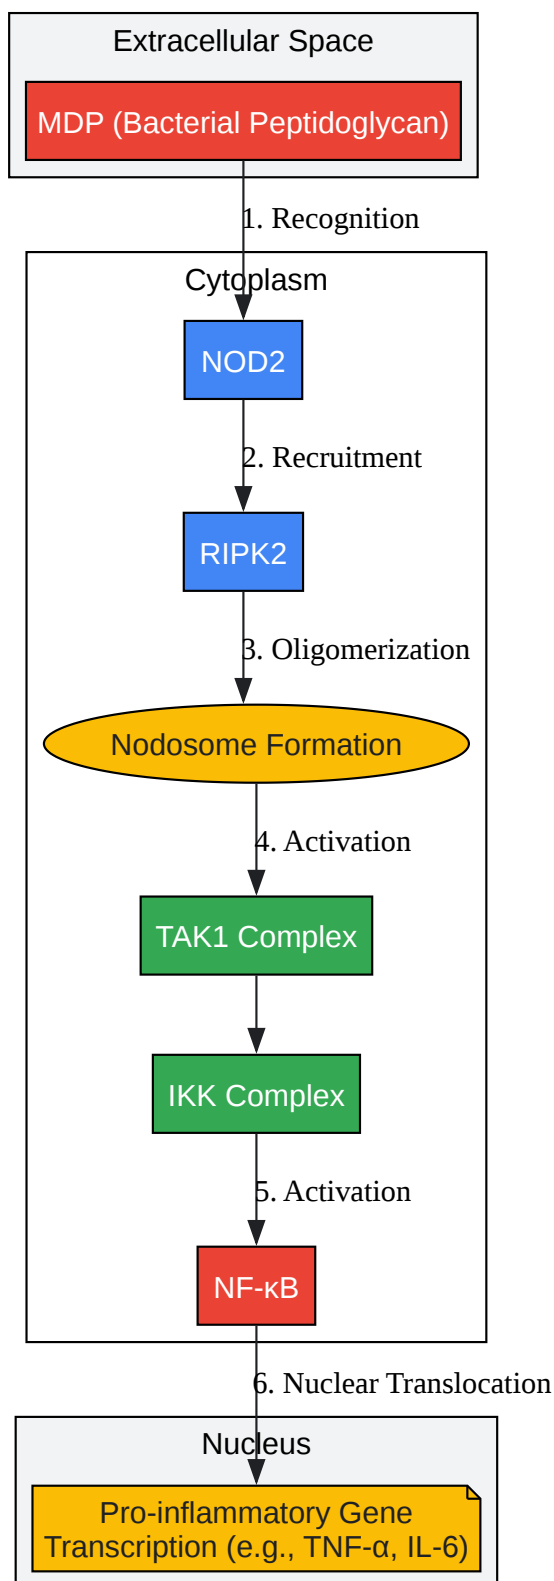 Extracellular Space
MDP (Bacterial Peptidoglycan)
1. Recognition
Cytoplasm
NOD2
2. Recruitment
RIPK2
3. Oligomerization
Nodosome Formation
4. Activation
TAK1 Complex
IKK Complex
5. Activation
NF-κB
6. Nuclear Translocation
Nucleus
Pro-inflammatory Gene
Transcription (e.g., TNF-α, IL-6)